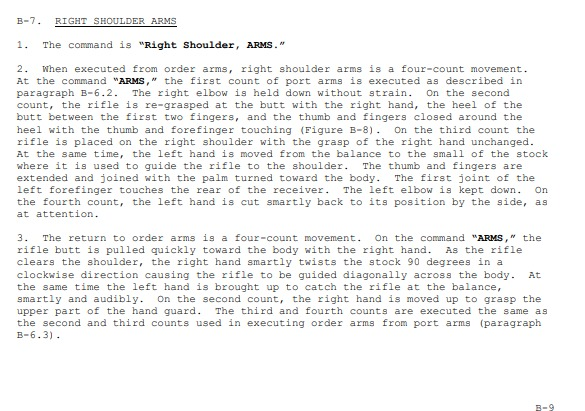 B-7. RIGHT SHOULDER ARMS
1. The command is “Right Shoulder, ARMS.”
2. When executed from order arms, right shoulder arms is a four-count movement.
At the command “ARMS,” the first count of port arms is executed as described in
paragraph B-6.2. The right elbow is held down without strain. On the second
count, the rifle is re-grasped at the butt with the right hand, the heel of the
butt between the first two fingers, and the thumb and fingers closed around the
heel with the thumb and forefinger touching (Figure B-8). On the third count the
rifle is placed on the right shoulder with the grasp of the right hand unchanged.
At the same time, the left hand is moved from the balance to the small of the stock
where it is used to guide the rifle to the shoulder. The thumb and fingers are
extended and joined with the palm turned toward the body. The first joint of the
left forefinger touches the rear of the receiver. The left elbow is kept down. On
the fourth count, the left hand is cut smartly back to its position by the side, as
at attention.
3. The return to order arms is a four-count movement. On the command “ARMS,” the
rifle butt is pulled quickly toward the body with the right hand. As the rifle
clears the shoulder, the right hand smartly twists the stock 90 degrees in a
clockwise direction causing the rifle to be guided diagonally across the body. At
the same time the left hand is brought up to catch the rifle at the balance,
smartly and audibly. On the second count, the right hand is moved up to grasp the
upper part of the hand guard. The third and fourth counts are executed the same as
the second and third counts used in executing order arms from port arms (paragraph
B-6.3).
B-9